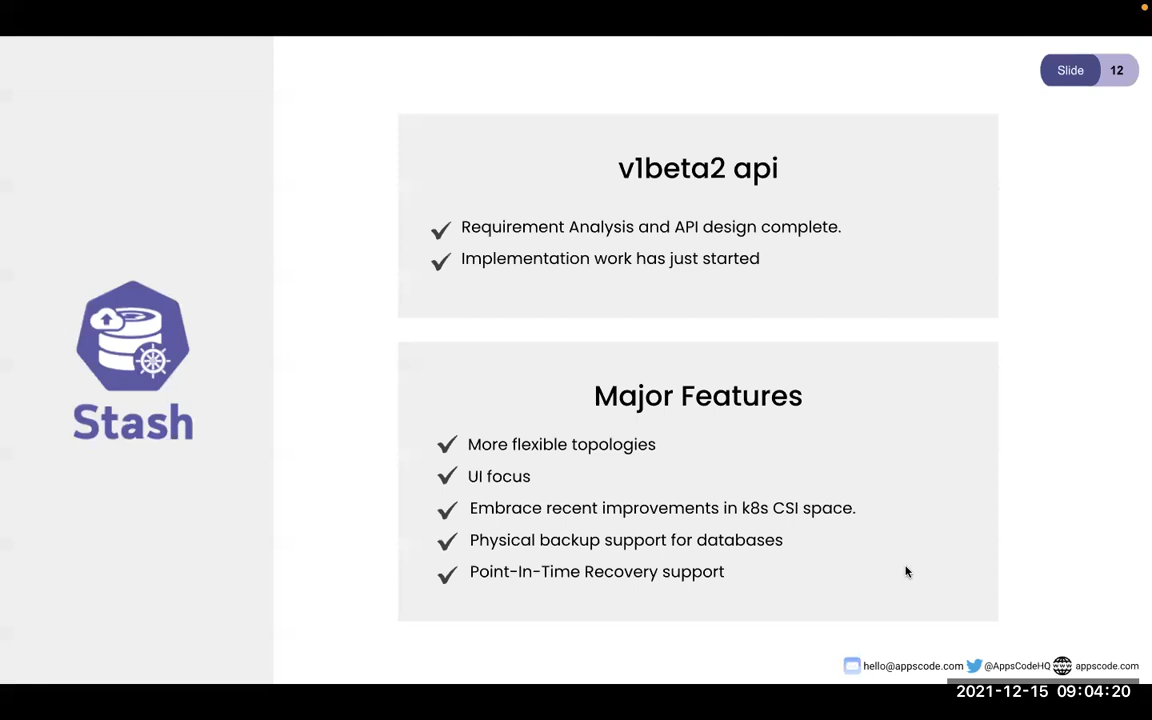 Slide 12
v1beta2 api
Requirement Analysis and API design complete.
Implementation work has just started
Stash
Major Features
More flexible topologies
UI focus
Embrace recent improvements in k8s CSI space.
Physical backup support for databases
Point-In-Time Recovery support
hello@appscode.com @AppsCodeHQ www appscode.com
2021-12-15 09:04:20